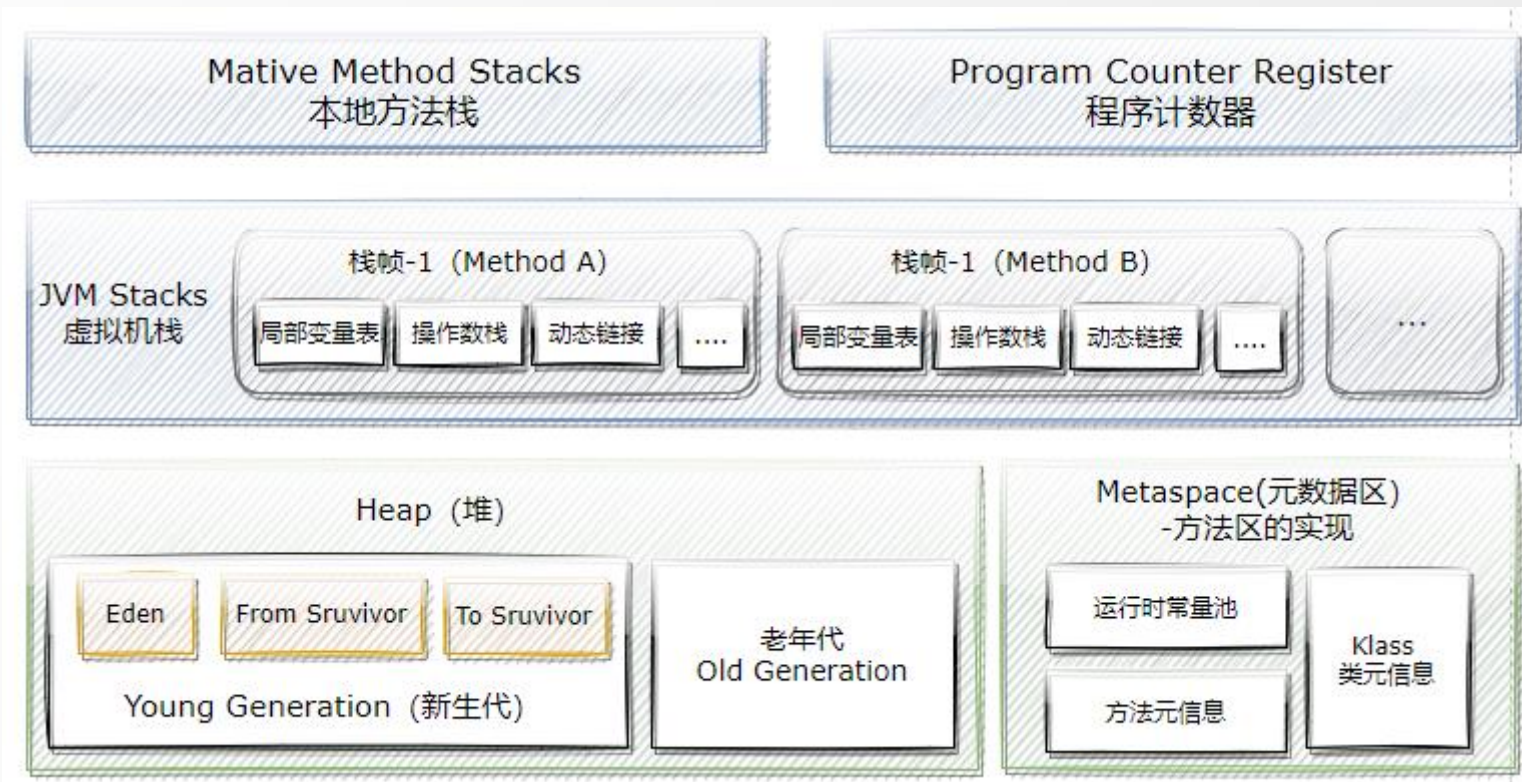 Mative Method Stacks
本地方法栈
Program Counter Register
程序计数器
JVM Stacks
虚拟机栈
栈帧-1（Method A）
局部变量表
操作数栈
动态链接
....
栈帧-1（Method B）
局部变量表
操作数栈
动态链接
....
...
Heap（堆）
Eden
From Sruvivor
To Sruvivor
Young Generation（新生代）
老年代
Old Generation
Metaspace(元数据区)
-方法区的实现
运行时常量池
方法元信息
Klass
类元信息